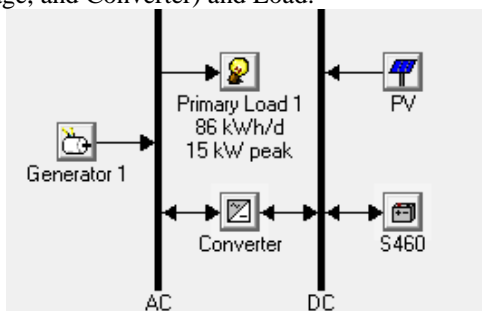 age, and Converter) and Load.
Primary Load 1
86 kWh/d
15 kW peak
PV
Generator 1
Converter
S460
AC
DC